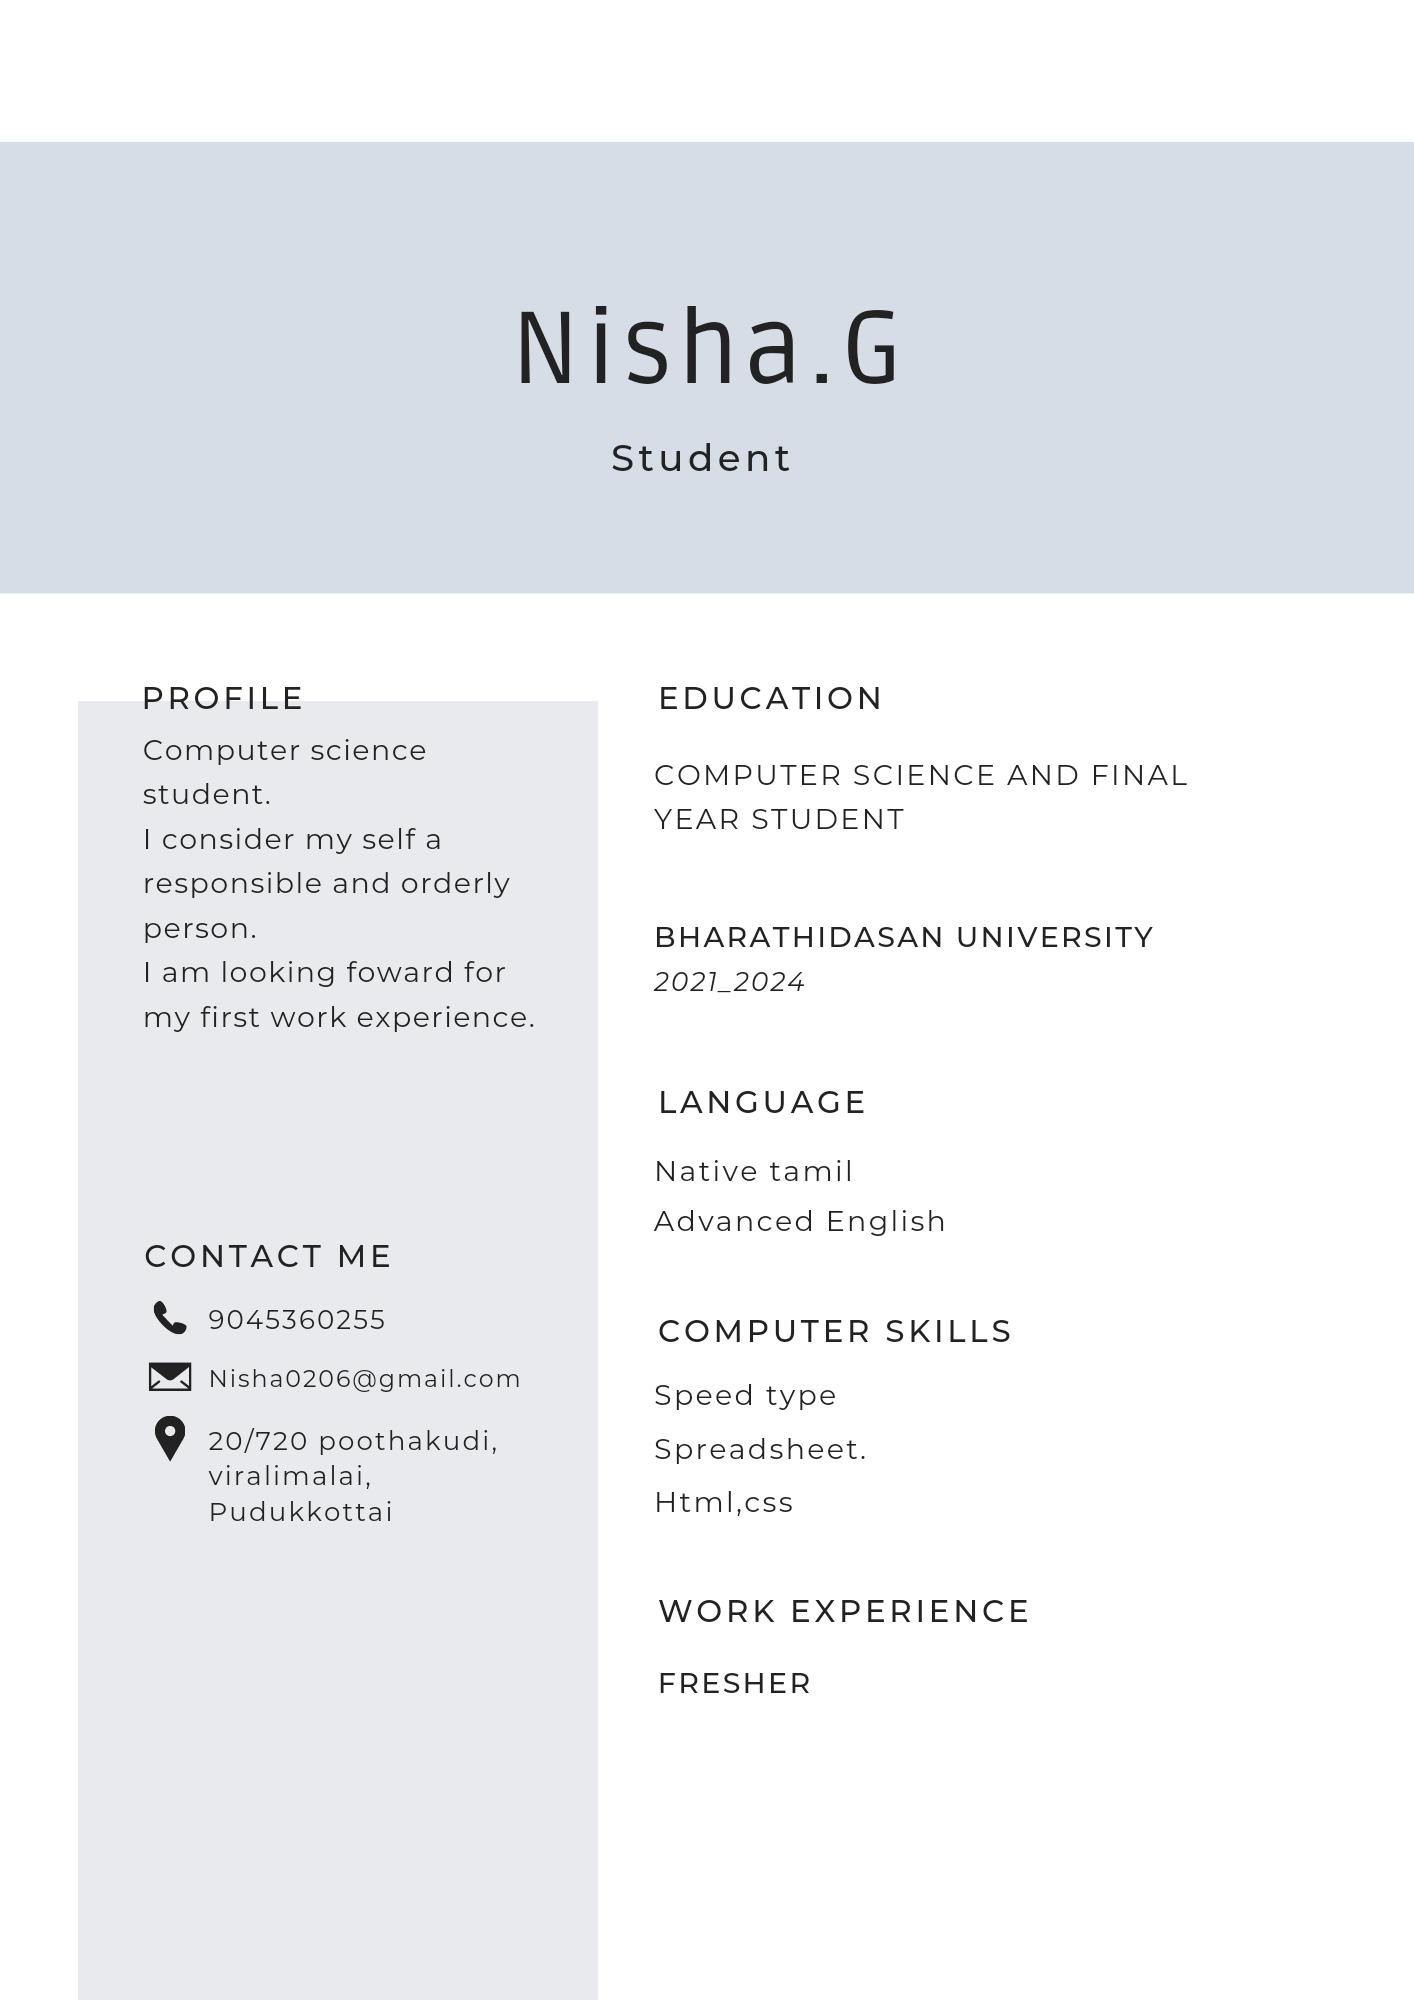 Nisha.G
Student
PROFILE
Computer science
student.
I consider my self a
responsible and orderly
person.
I am looking foward for
my first work experience.
CONTACT ME
9045360255
Nisha0206@gmail.com
20/720 poothakudi,
viralimalai,
Pudukkottai
EDUCATION
COMPUTER SCIENCE AND FINAL
YEAR STUDENT
BHARATHIDASAN UNIVERSITY
2021_2024
LANGUAGE
Native tamil
Advanced English
COMPUTER SKILLS
Speed type
Spreadsheet.
Html,css
WORK EXPERIENCE
FRESHER